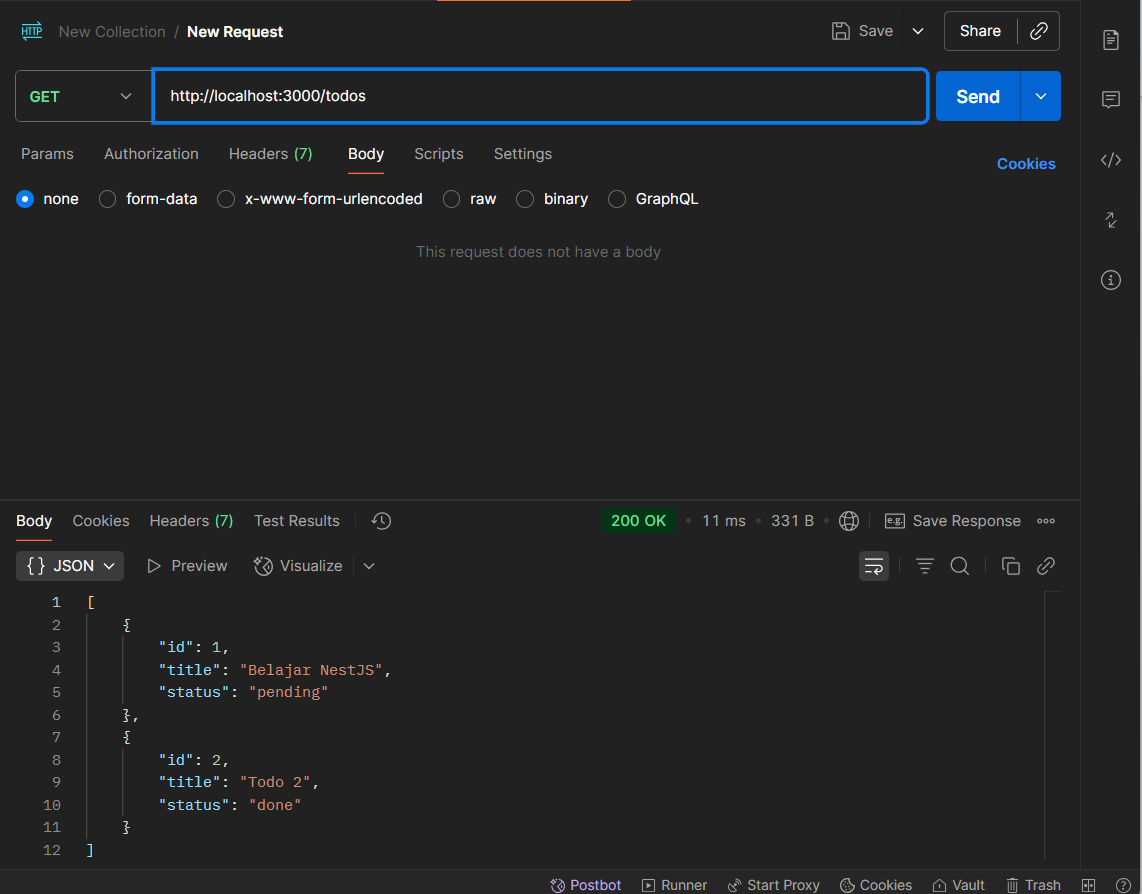 HTTP New Collection / New Request Save Share
GET http://localhost:3000/todos Send
Params Authorization Headers (7) Body Scripts Settings Cookies
none form-data x-www-form-urlencoded raw binary GraphQL
This request does not have a body
Body Cookies Headers (7) Test Results 200 OK • 11 ms • 331 B • e.g. Save Response
{} JSON Preview Visualize
1 [
2 {
3 "id": 1,
4 "title": "Belajar NestJS",
5 "status": "pending"
6 },
7 {
8 "id": 2,
9 "title": "Todo 2",
10 "status": "done"
11 }
12 ]
Postbot Runner Start Proxy Cookies Vault Trash